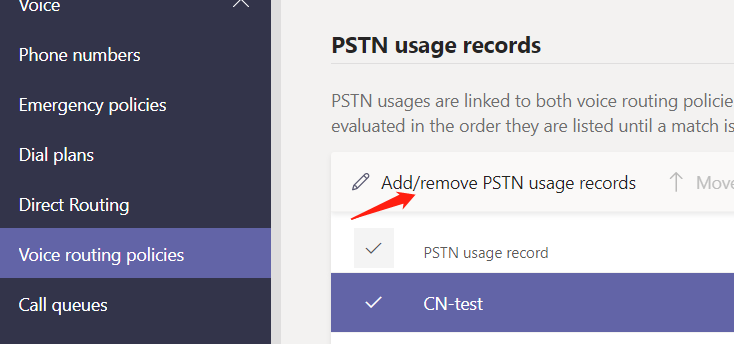 Voice
Phone numbers
Emergency policies
Dial plans
Direct Routing
Voice routing policies
Call queues
PSTN usage records
PSTN usages are linked to both voice routing policie
evaluated in the order they are listed until a match is
Add/remove PSTN usage records
Move
PSTN usage record
CN-test